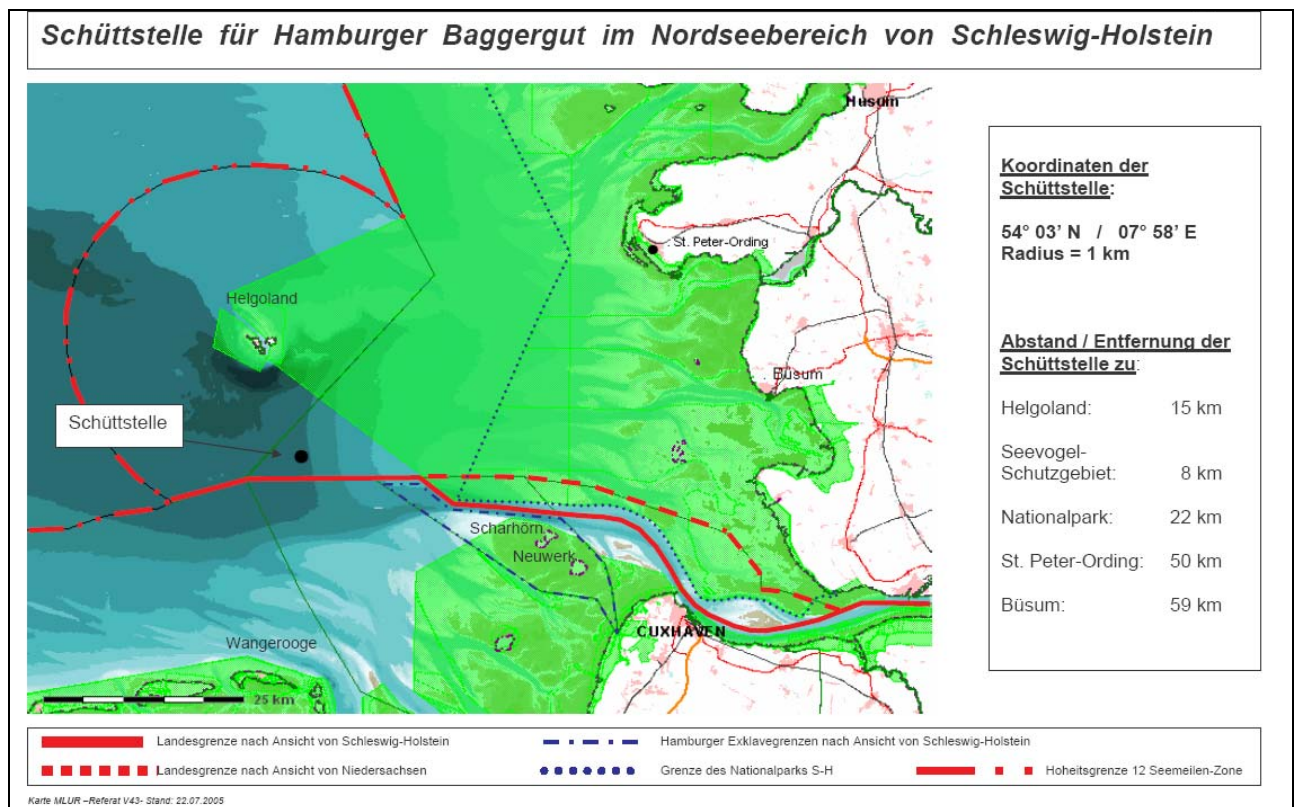 Schüttstelle für Hamburger Baggergut im Nordseebereich von Schleswig-Holstein
Husum
St. Peter-Ording
Helgoland
Büsum
Schüttstelle
Scharhörn
Neuwerk
CUXHAVEN
Wangerooge
25 km
Koordinaten der
Schüttstelle:
54° 03’ N / 07° 58’ E
Radius = 1 km
Abstand / Entfernung der
Schüttstelle zu:
Helgoland: 15 km
Seevogel-
Schutzgebiet: 8 km
Nationalpark: 22 km
St. Peter-Ording: 50 km
Büsum: 59 km
Landesgrenze nach Ansicht von Schleswig-Holstein
Hamburger Exklavegrenzen nach Ansicht von Schleswig-Holstein
Landesgrenze nach Ansicht von Niedersachsen
Grenze des Nationalparks S-H
Hoheitsgrenze 12 Seemeilen-Zone
Karte MLUR –Referat V43- Stand: 22.07.2005